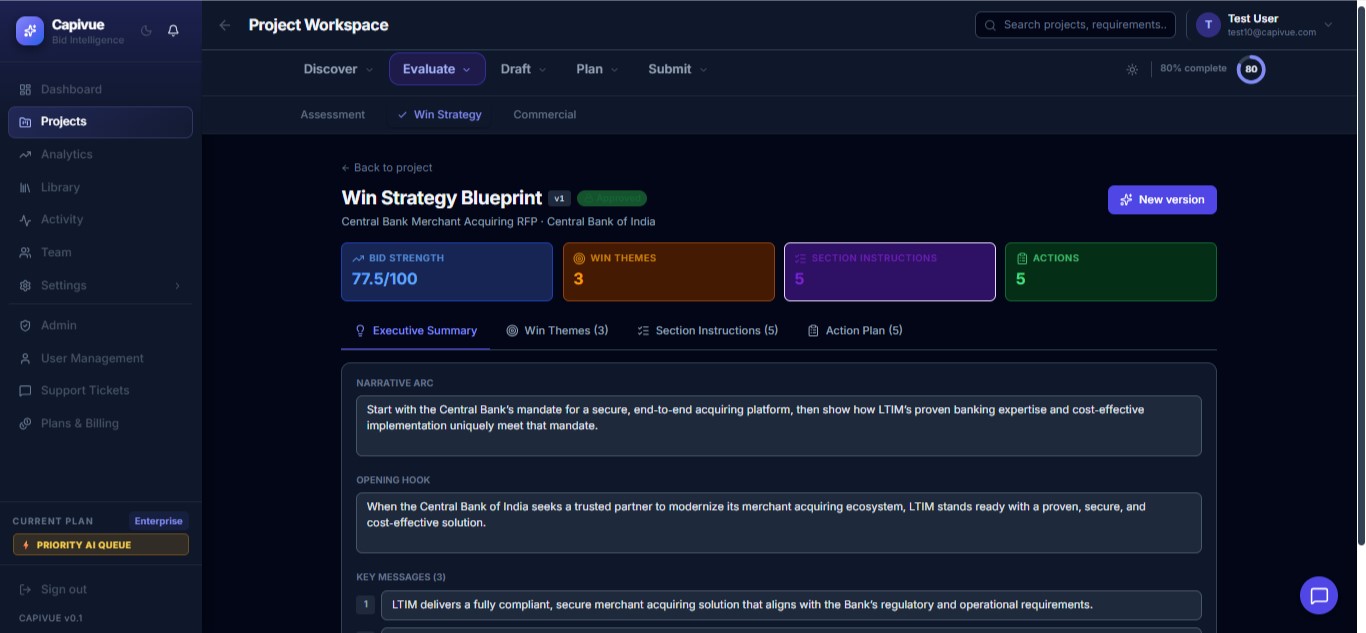 Capivue
Bid Intelligence
Project Workspace
Search projects, requirements..
T
Test User
test10@capivue.com
Dashboard
Projects
Analytics
Library
Activity
Team
Settings
Admin
User Management
Support Tickets
Plans & Billing
CURRENT PLAN
Enterprise
PRIORITY AI QUEUE
Sign out
CAPIVUE v0.1
Discover
Evaluate
Draft
Plan
Submit
80% complete
80
Assessment
Win Strategy
Commercial
← Back to project
Win Strategy Blueprint
v1
Approved
New version
Central Bank Merchant Acquiring RFP · Central Bank of India
BID STRENGTH
77.5/100
WIN THEMES
3
SECTION INSTRUCTIONS
5
ACTIONS
5
Executive Summary
Win Themes (3)
Section Instructions (5)
Action Plan (5)
NARRATIVE ARC
Start with the Central Bank's mandate for a secure, end-to-end acquiring platform, then show how LTIM's proven banking expertise and cost-effective
implementation uniquely meet that mandate.
OPENING HOOK
When the Central Bank of India seeks a trusted partner to modernize its merchant acquiring ecosystem, LTIM stands ready with a proven, secure, and
cost-effective solution.
KEY MESSAGES (3)
1
LTIM delivers a fully compliant, secure merchant acquiring solution that aligns with the Bank's regulatory and operational requirements.